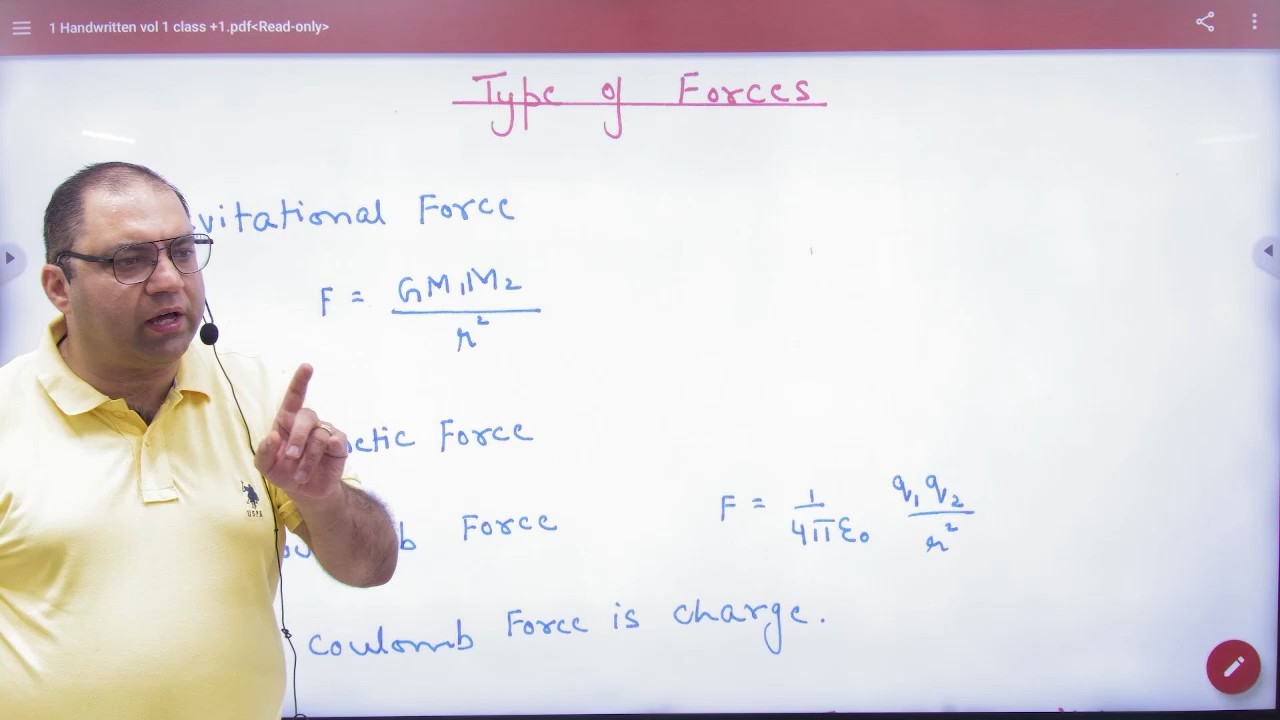 1 Handwritten vol 1 class +1.pdf<Read-only>
Type of Forces
vitational Force
F = GM1M2 / r²
etic Force
b Force
F = 1 / 4πε₀ q₁q₂ / r²
Coulomb Force is charge.
USPA